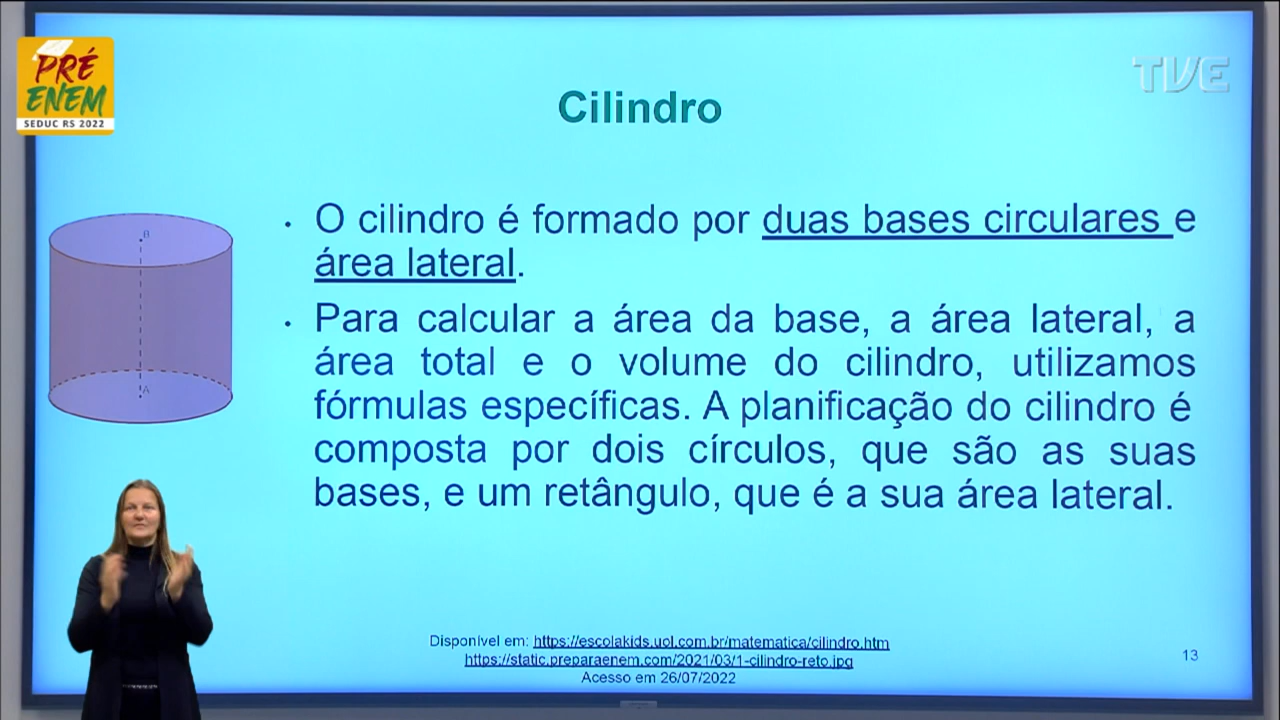 PRÉ
ENEM
SEDUC RS 2022
TVE
Cilindro
• O cilindro é formado por duas bases circulares e
área lateral.
• Para calcular a área da base, a área lateral, a
área total e o volume do cilindro, utilizamos
fórmulas específicas. A planificação do cilindro é
composta por dois círculos, que são as suas
bases, e um retângulo, que é a sua área lateral.
B
A
Disponível em: https://escolakids.uol.com.br/matematica/cilindro.htm
https://static.preparaenem.com/2021/03/1-cilindro-reto.jpg
Acesso em 26/07/2022
13